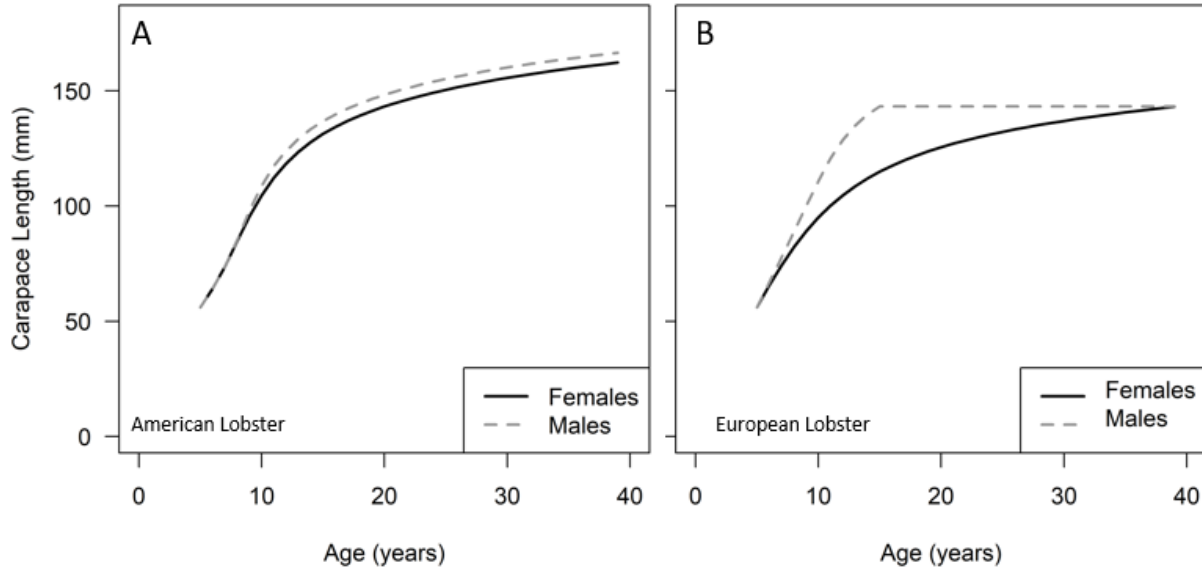 A
B
Carapace Length (mm)
150
100
50
0
Females
Males
American Lobster
Females
Males
European Lobster
0 10 20 30 40
0 10 20 30 40
Age (years)
Age (years)